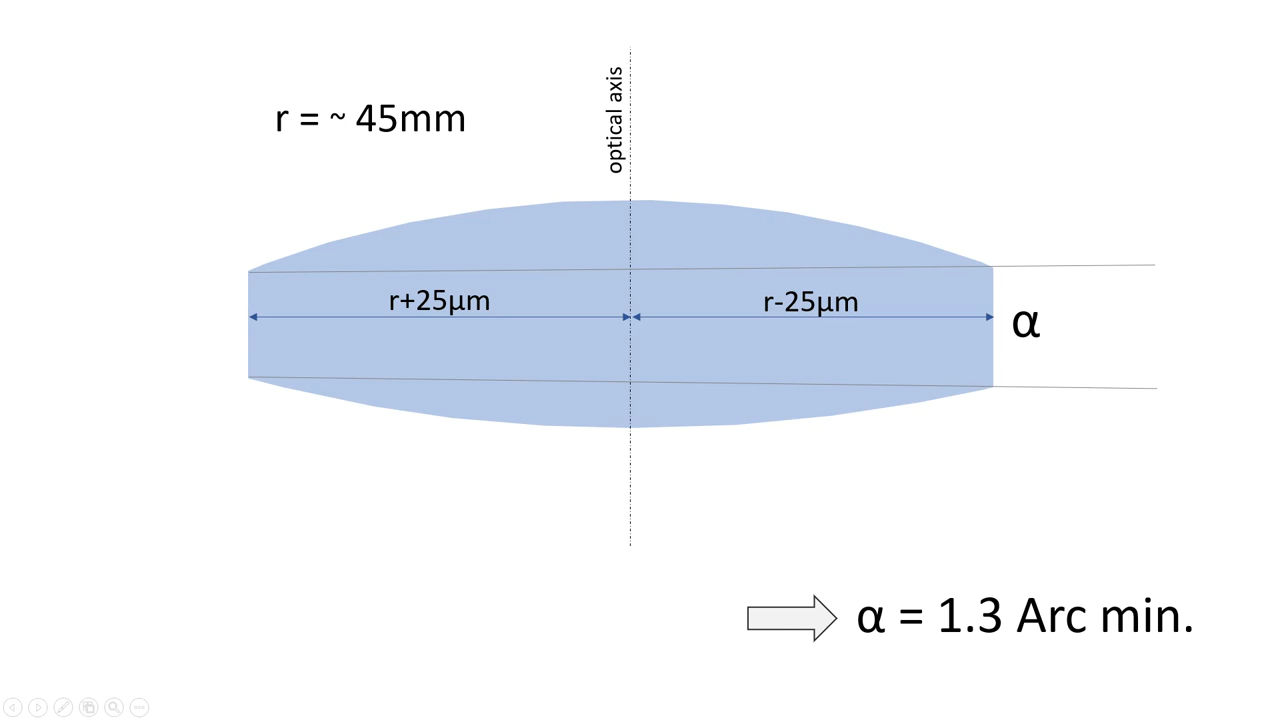 optical axis
r = ~ 45mm
r+25µm
r-25µm
α
α = 1.3 Arc min.